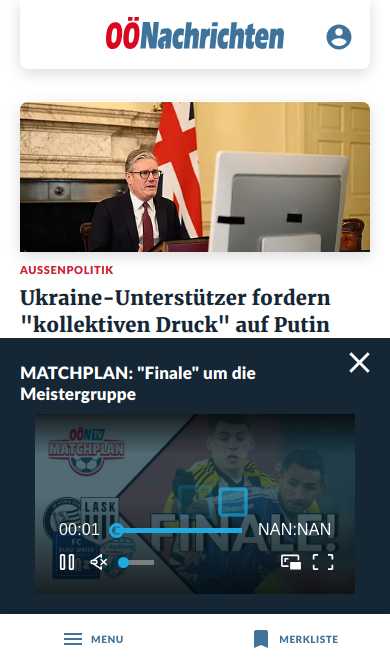 OÖNachrichten
AUSSENPOLITIK
Ukraine-Unterstützer fordern
"kollektiven Druck" auf Putin
MATCHPLAN: "Finale" um die
Meistergruppe
OÖN TV
MATCHPLAN
LASK
FINALE!
00:01
NAN:NAN
MENU
MERKLISTE